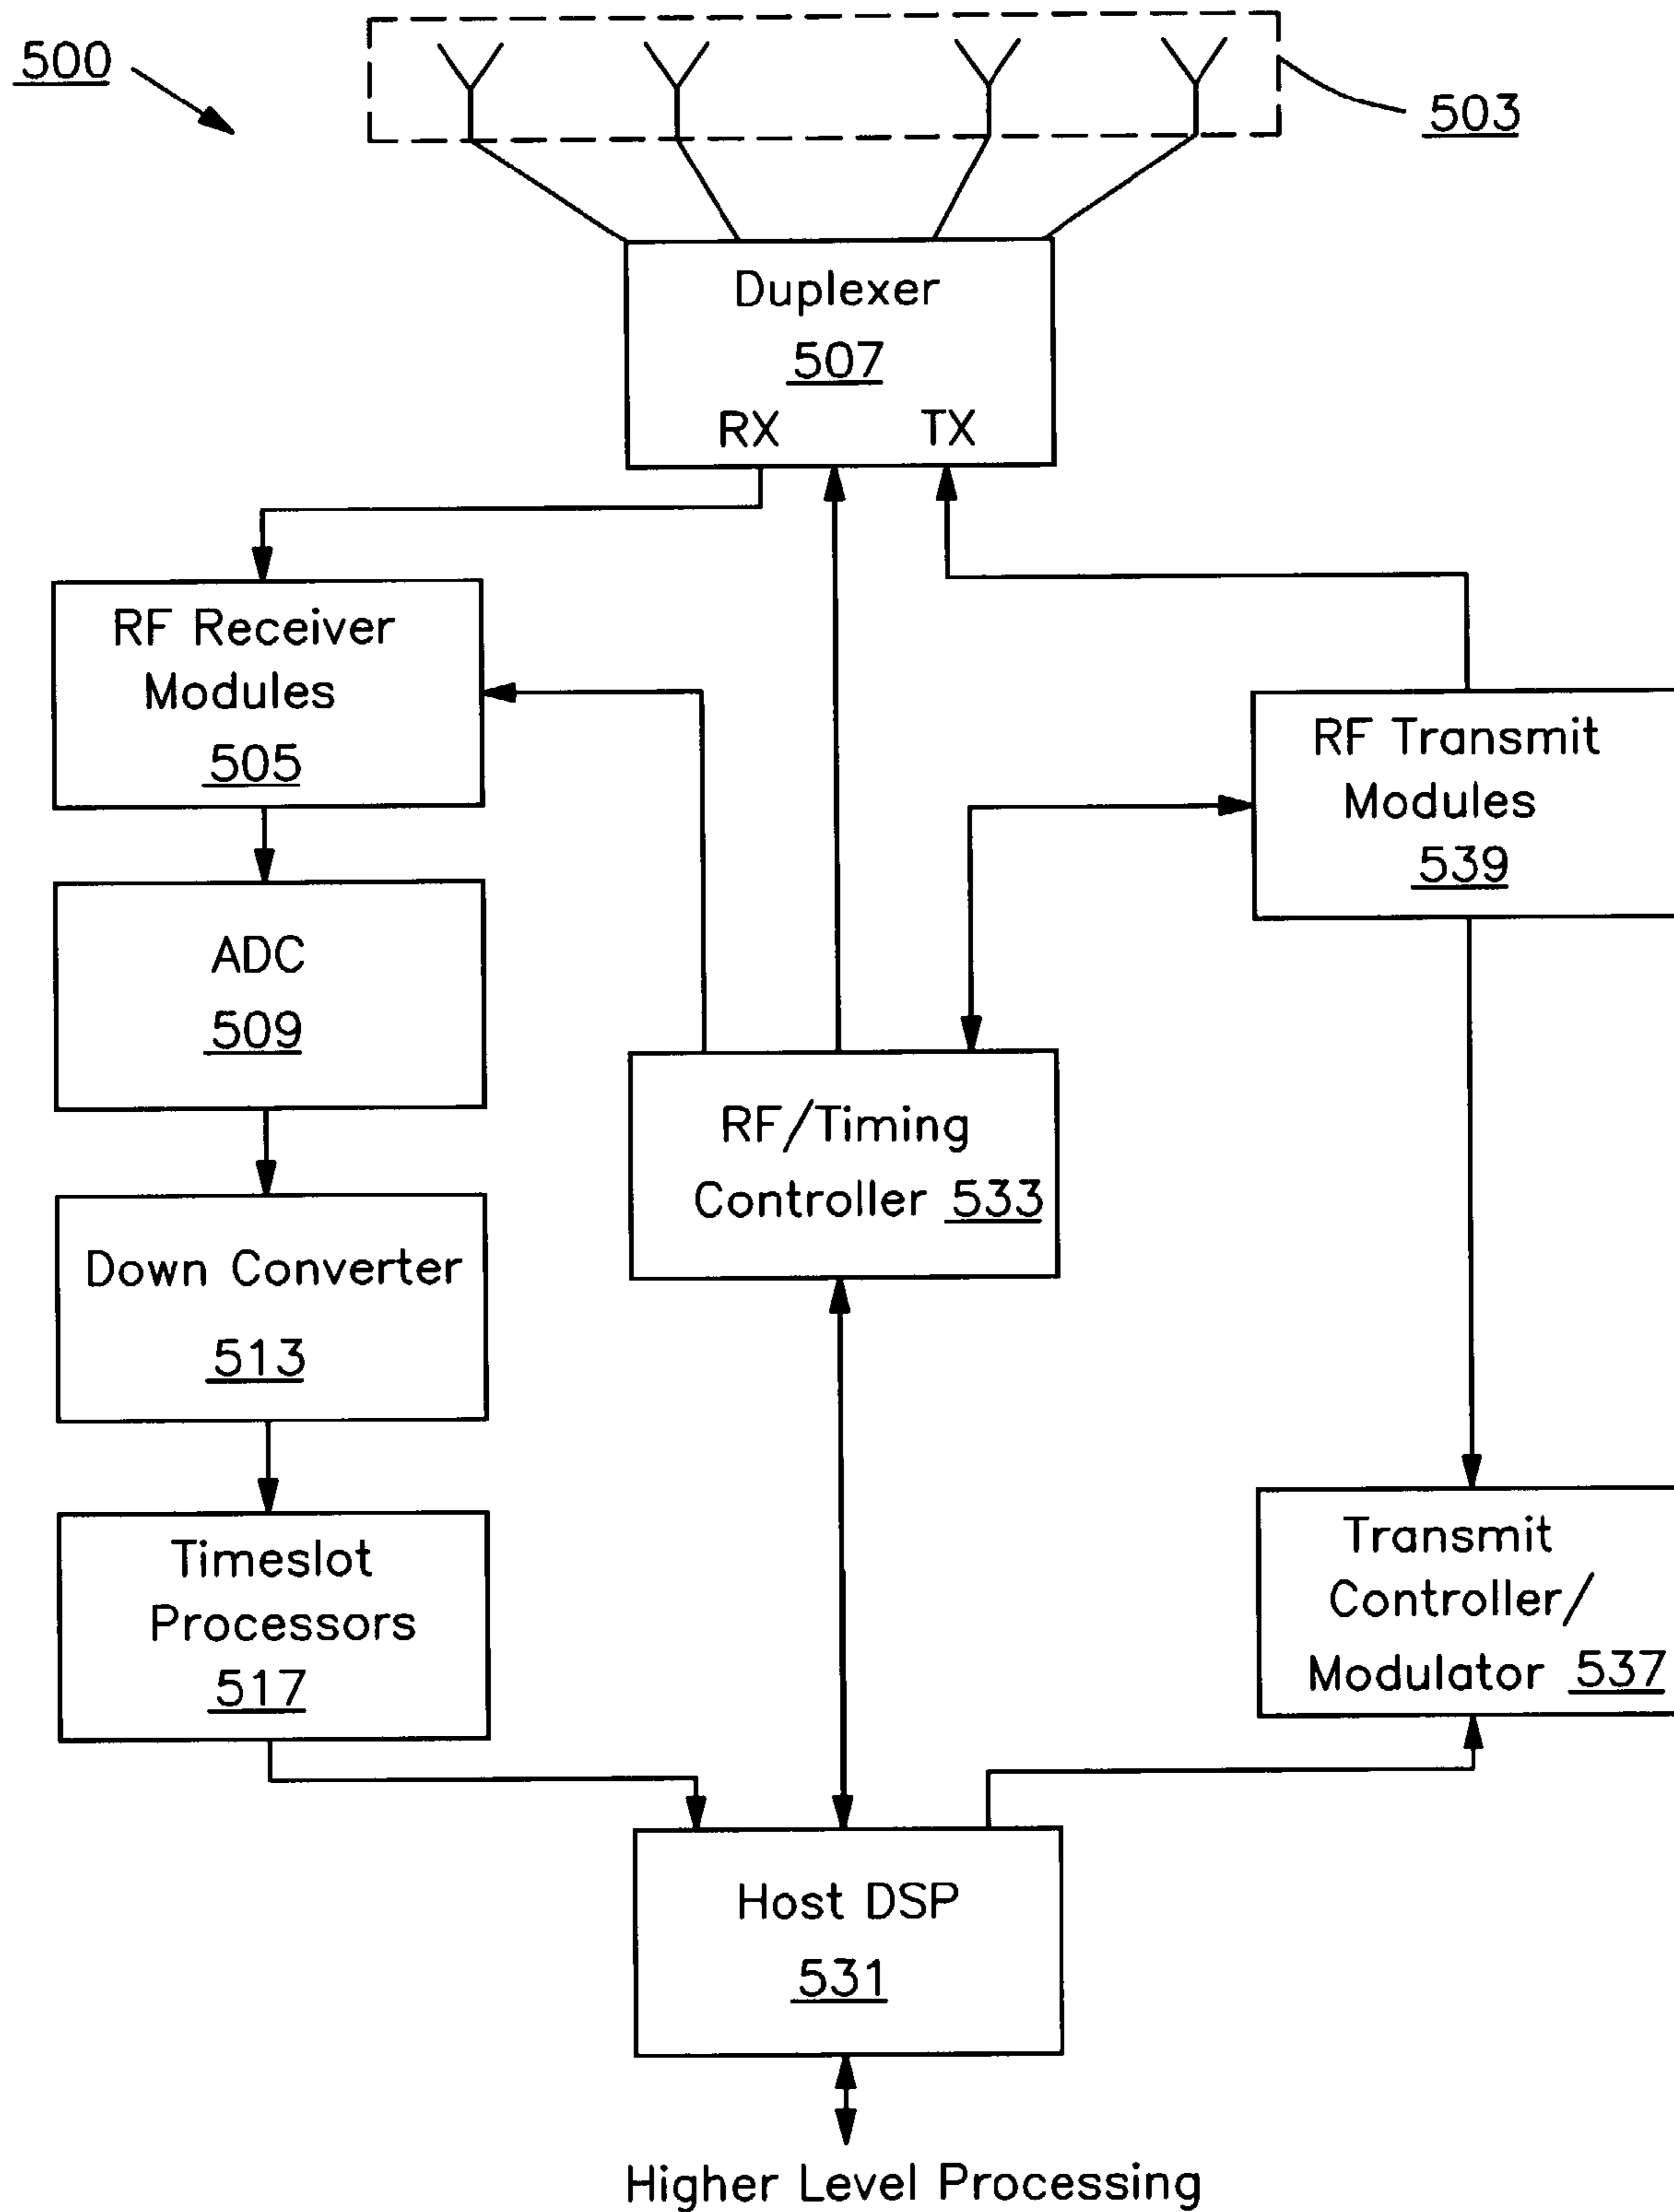 500
503
Duplexer
507
RX TX
RF Receiver
Modules
505
RF Transmit
Modules
539
ADC
509
RF/Timing
Controller 533
Down Converter
513
Timeslot
Processors
517
Transmit
Controller/
Modulator 537
Host DSP
531
Higher Level Processing